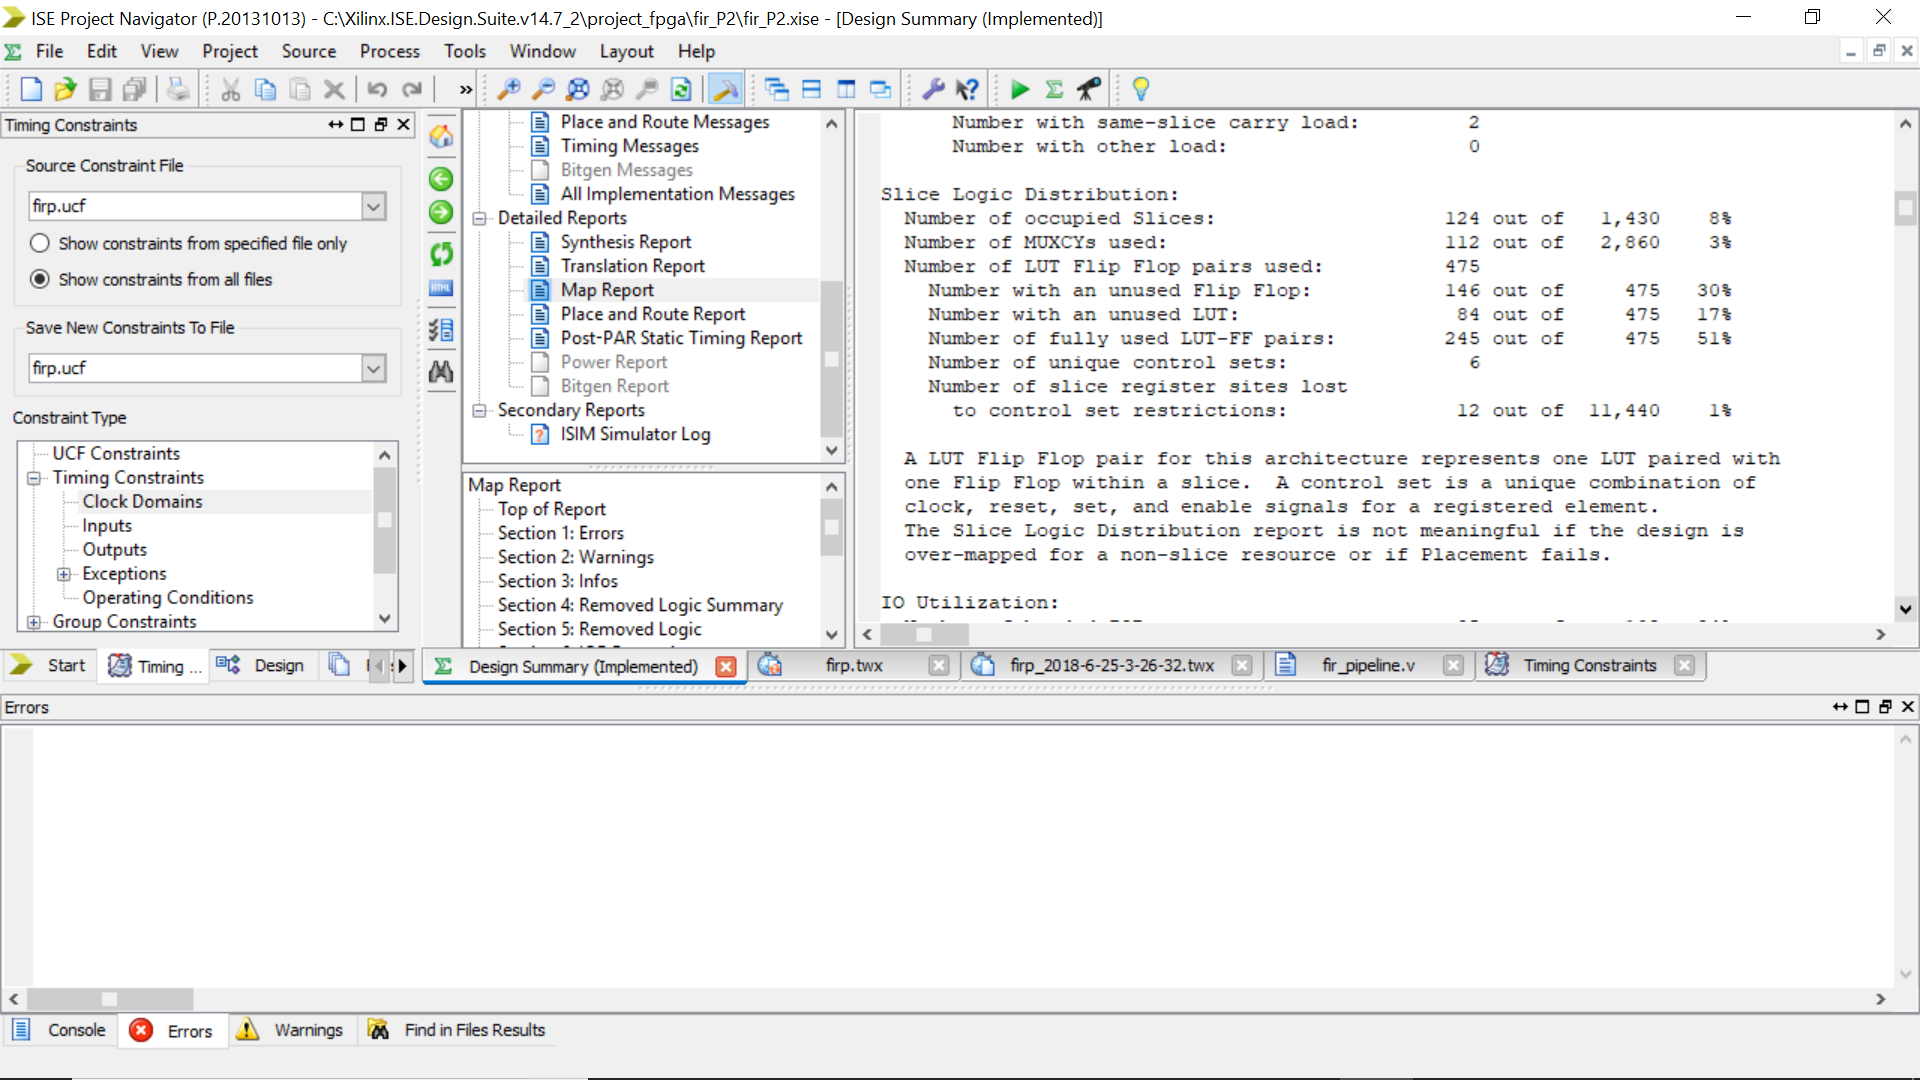 ISE Project Navigator (P.20131013) - C:\Xilinx.ISE.Design.Suite.v14.7_2\project_fpga\fir_P2\fir_P2.xise - [Design Summary (Implemented)]
File Edit View Project Source Process Tools Window Layout Help
»
Timing Constraints
Source Constraint File
firp.ucf
Show constraints from specified file only
Show constraints from all files
Save New Constraints To File
firp.ucf
Constraint Type
UCF Constraints
Timing Constraints
Clock Domains
Inputs
Outputs
Exceptions
Operating Conditions
Group Constraints
HTML
Place and Route Messages
Timing Messages
Bitgen Messages
All Implementation Messages
Detailed Reports
Synthesis Report
Translation Report
Map Report
Place and Route Report
Post-PAR Static Timing Report
Power Report
Bitgen Report
Secondary Reports
ISIM Simulator Log
Map Report
Top of Report
Section 1: Errors
Section 2: Warnings
Section 3: Infos
Section 4: Removed Logic Summary
Section 5: Removed Logic
Number with same-slice carry load: 2
Number with other load: 0
Slice Logic Distribution:
Number of occupied Slices: 124 out of 1,430 8%
Number of MUXCYs used: 112 out of 2,860 3%
Number of LUT Flip Flop pairs used: 475
Number with an unused Flip Flop: 146 out of 475 30%
Number with an unused LUT: 84 out of 475 17%
Number of fully used LUT-FF pairs: 245 out of 475 51%
Number of unique control sets: 6
Number of slice register sites lost
to control set restrictions: 12 out of 11,440 1%
A LUT Flip Flop pair for this architecture represents one LUT paired with
one Flip Flop within a slice. A control set is a unique combination of
clock, reset, set, and enable signals for a registered element.
The Slice Logic Distribution report is not meaningful if the design is
over-mapped for a non-slice resource or if Placement fails.
IO Utilization:
Start Timing ... Design
Design Summary (Implemented) firp.twx firp_2018-6-25-3-26-32.twx fir_pipeline.v Timing Constraints
Errors
Console Errors Warnings Find in Files Results